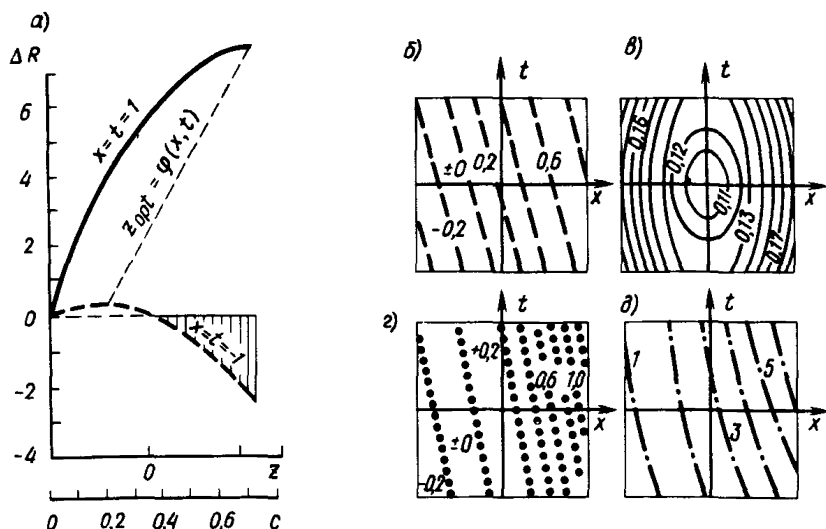 а)
ΔR
6
4
2
0
-2
-4
x=t=1
z_opt = φ(x,t)
x=t=-1
0 z
0 0,2 0,4 0,6 C
б)
t
±0 0,2 0,6
x
-0,2
в)
t
0,16
0,12
0,11
x
0,13
0,17
г)
t
+0,2
0,6 1,0
x
±0
-0,2
д)
t
1 5
x
3